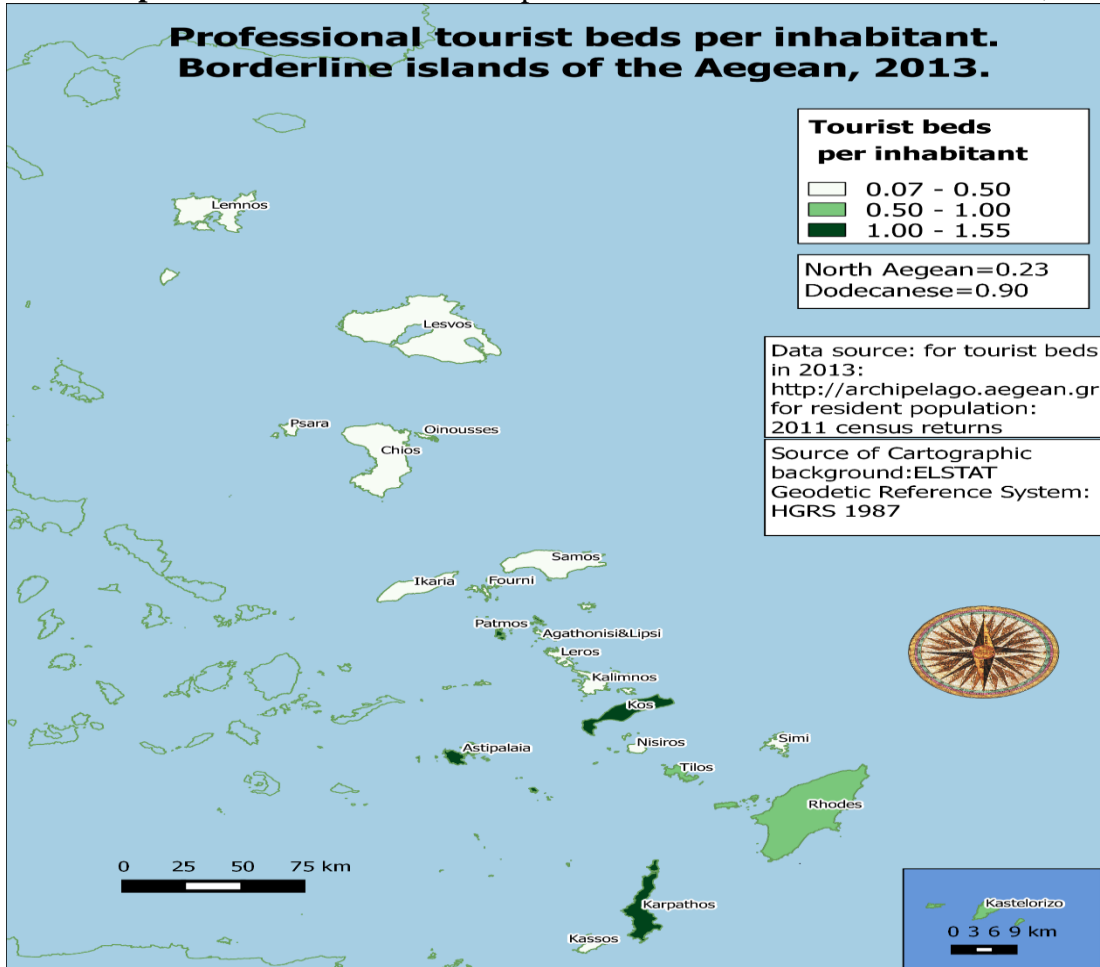 Professional tourist beds per inhabitant.
Borderline islands of the Aegean, 2013.
Tourist beds
per inhabitant
0.07 - 0.50
0.50 - 1.00
1.00 - 1.55
North Aegean=0.23
Dodecanese=0.90
Data source: for tourist beds
in 2013:
http://archipelago.aegean.gr
for resident population:
2011 census returns
Source of Cartographic
background:ELSTAT
Geodetic Reference System:
HGRS 1987
Lemnos
Lesvos
Psara
Oinousses
Chios
Samos
Ikaria
Fourni
Patmos
Agathonisi&Lipsi
Leros
Kalimnos
Kos
Astipalaia
Nisiros
Simi
Tilos
Rhodes
0 25 50 75 km
Karpathos
Kassos
Kastelorizo
0 3 6 9 km